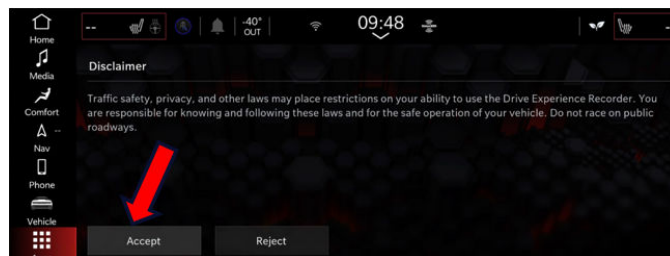 Home
-- -40° OUT 09:48 --
Media
Disclaimer
Traffic safety, privacy, and other laws may place restrictions on your ability to use the Drive Experience Recorder. You
are responsible for knowing and following these laws and for the safe operation of your vehicle. Do not race on public
roadways.
Comfort
--
Nav
Phone
Vehicle
Accept Reject